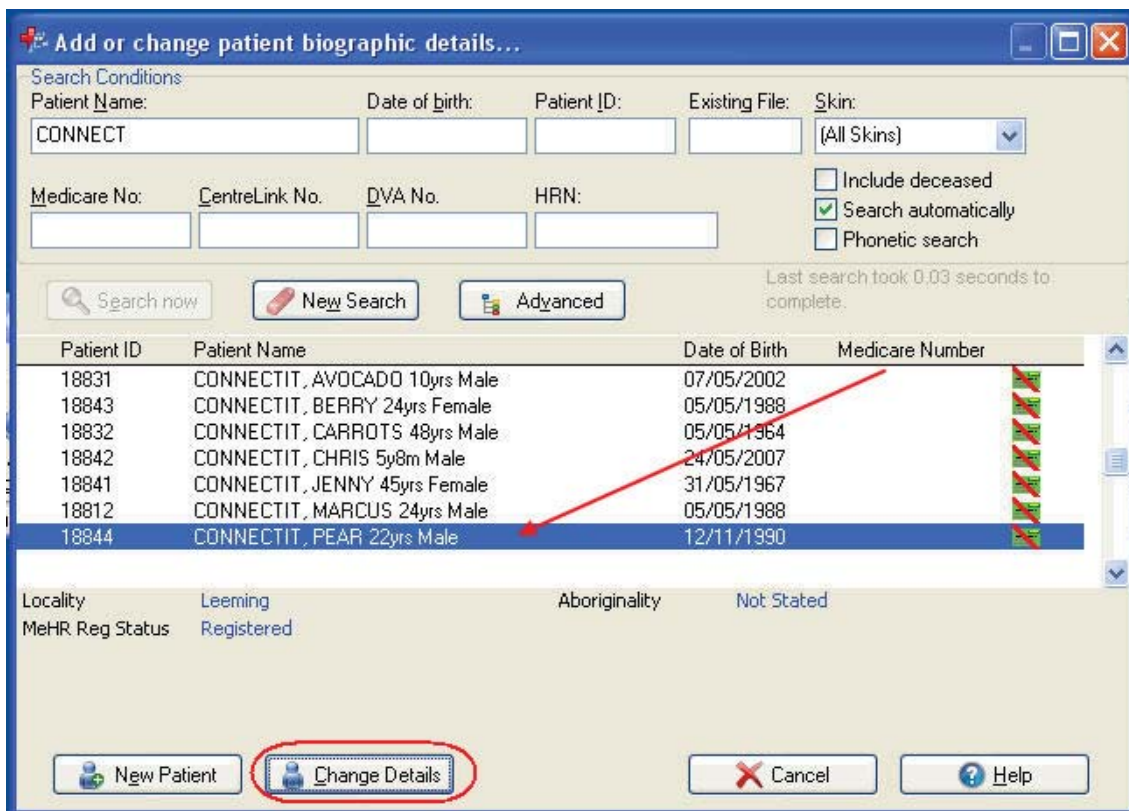 Add or change patient biographic details...
Search Conditions
Patient Name: Date of birth: Patient ID: Existing File: Skin:
CONNECT (All Skins)
Medicare No: CentreLink No. DVA No. HRN:
Include deceased
Search automatically
Phonetic search
Search now New Search Advanced
Last search took 0.03 seconds to
complete.
Patient ID Patient Name Date of Birth Medicare Number
18831 CONNECTIT, AVOCADO 10yrs Male 07/05/2002
18843 CONNECTIT, BERRY 24yrs Female 05/05/1988
18832 CONNECTIT, CARROTS 48yrs Male 05/05/1964
18842 CONNECTIT, CHRIS 5y8m Male 24/05/2007
18841 CONNECTIT, JENNY 45yrs Female 31/05/1967
18812 CONNECTIT, MARCUS 24yrs Male 05/05/1988
18844 CONNECTIT, PEAR 22yrs Male 12/11/1990
Locality Leeming Aboriginality Not Stated
MeHR Reg Status Registered
New Patient Change Details Cancel Help